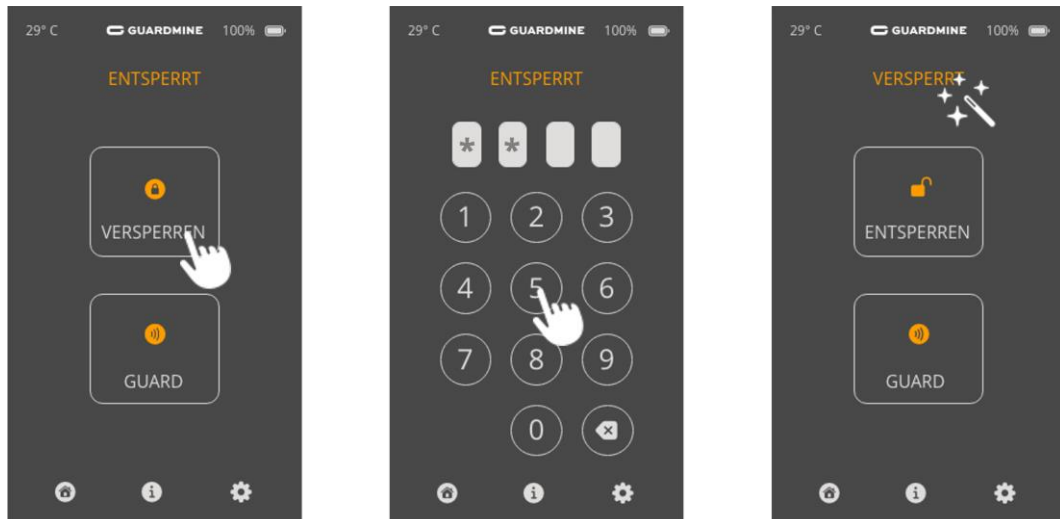 29° C GUARDMINE 100%
ENTSPERRT
VERSPERREN
GUARD
29° C GUARDMINE 100%
ENTSPERRT
* *
1 2 3
4 5 6
7 8 9
0
29° C GUARDMINE 100%
VERSPERRT
ENTSPERREN
GUARD